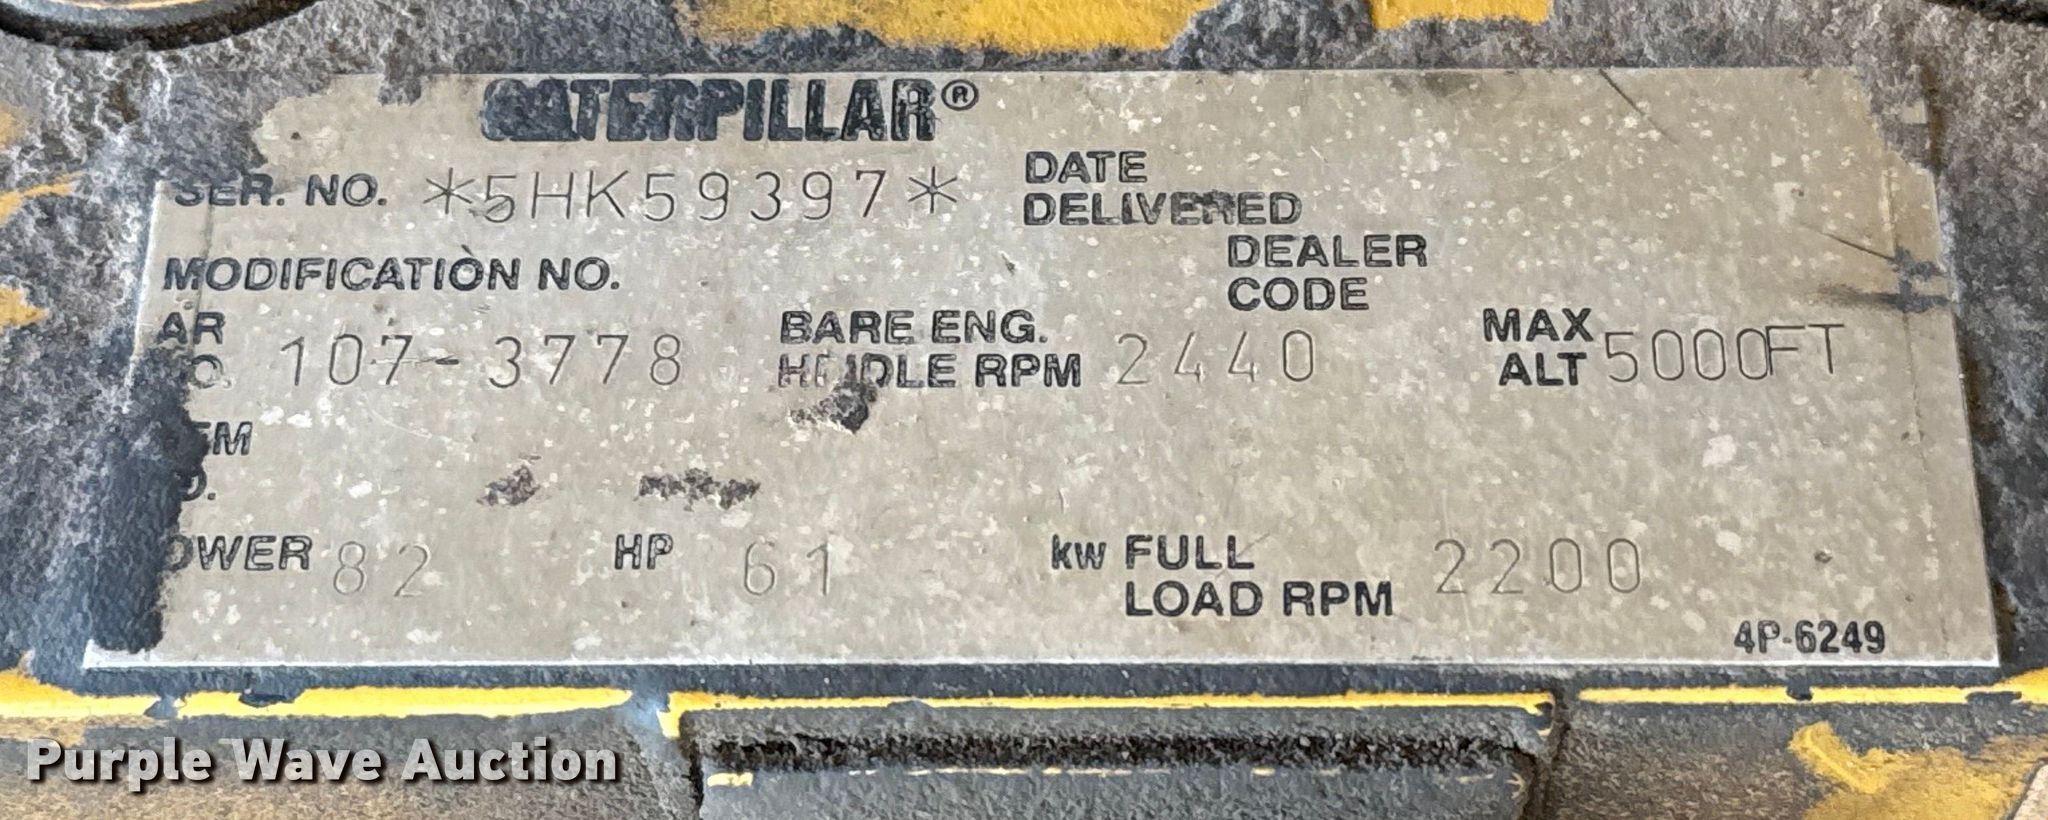 CATERPILLAR®
SER. NO. *5HK59397*
DATE
DELIVERED
MODIFICATION NO.
DEALER
CODE
AR 107-3778
BARE ENG.
IDLE RPM 2440
MAX
ALT 5000FT
82 HP 61 kw FULL
LOAD RPM 2200
4P-6249
Purple Wave Auction